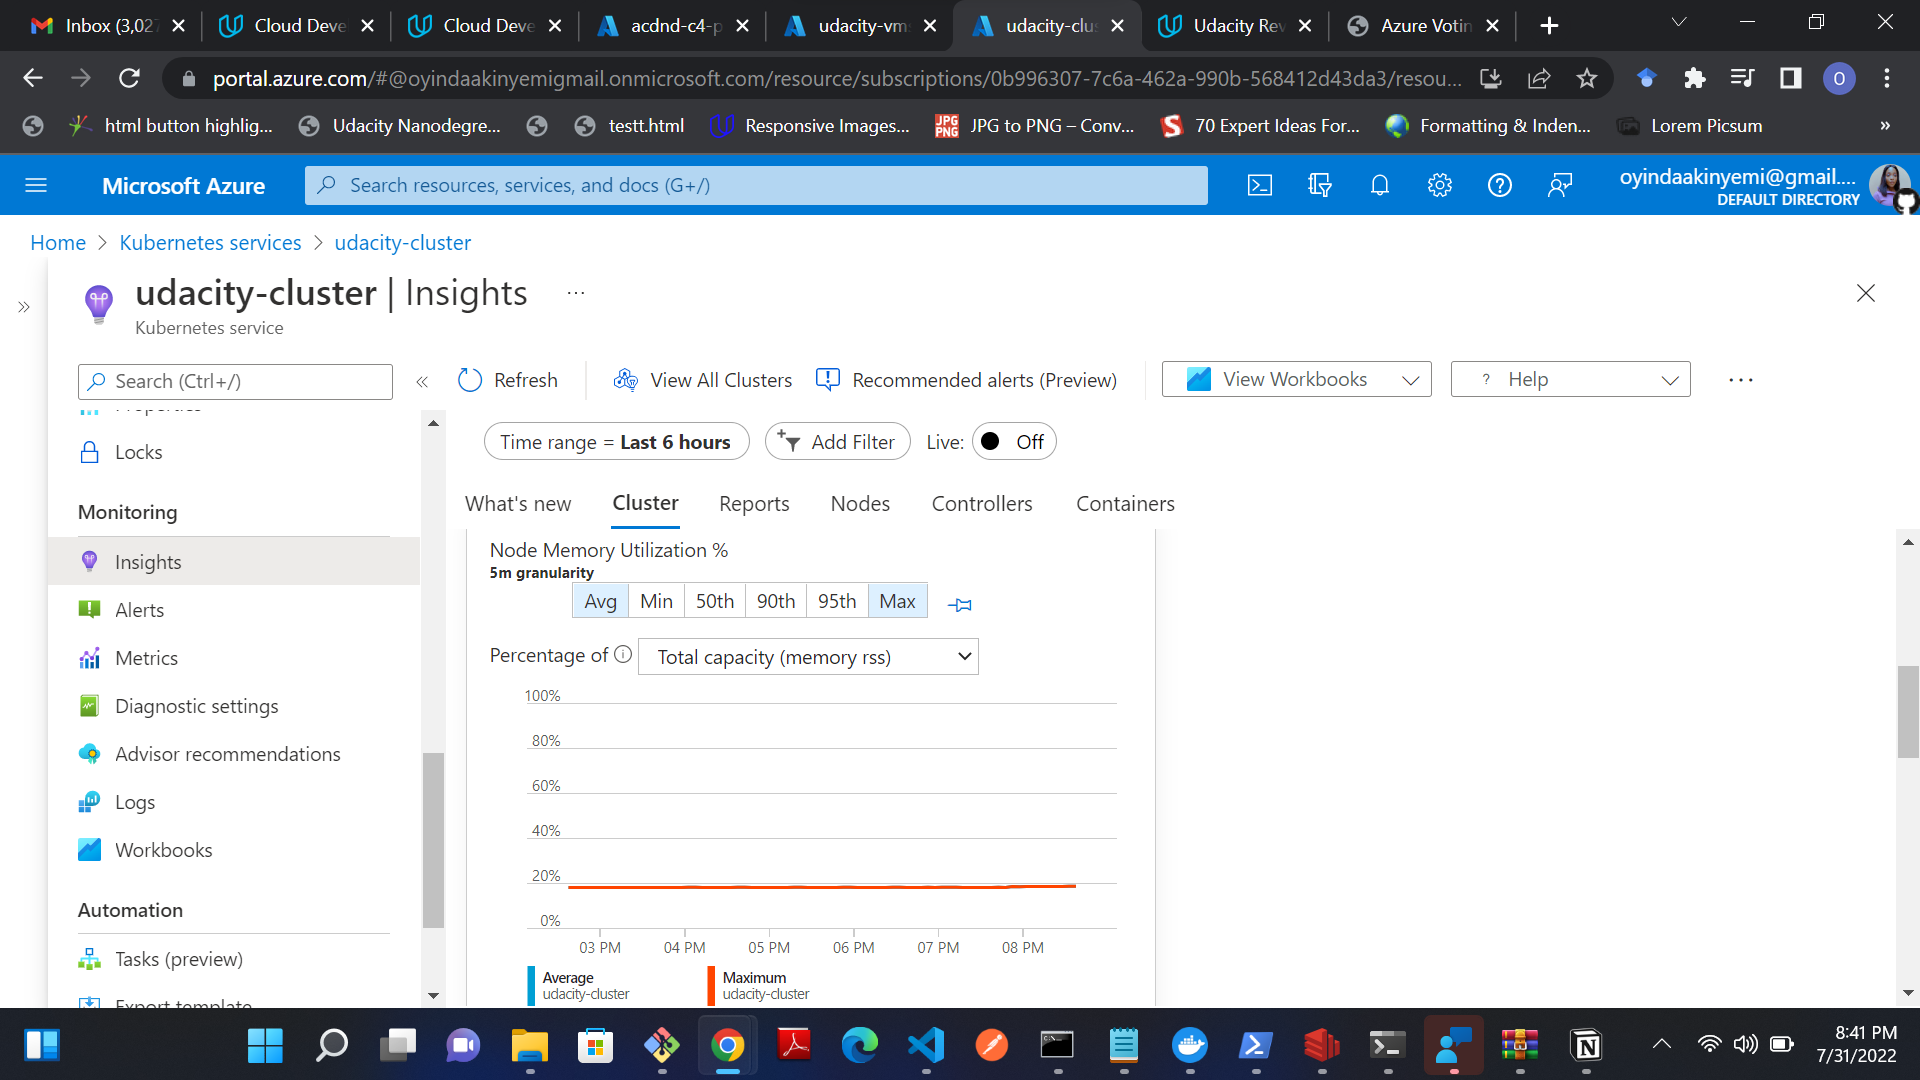 Inbox (3,027
Cloud Deve
Cloud Deve
acdnd-c4-p
udacity-vm
udacity-clus
Udacity Rev
Azure Votin
portal.azure.com/#@oyindaakinyemigmail.onmicrosoft.com/resource/subscriptions/0b996307-7c6a-462a-990b-568412d43da3/resou...
O
html button highlig...
Udacity Nanodegre...
testt.html
Responsive Images...
JPG PNG
JPG to PNG – Conv...
70 Expert Ideas For...
Formatting & Inden...
Lorem Picsum
»
Microsoft Azure
Search resources, services, and docs (G+/)
oyindaakinyemi@gmail....
DEFAULT DIRECTORY
Home > Kubernetes services > udacity-cluster
udacity-cluster | Insights
...
Kubernetes service
Search (Ctrl+/)
Refresh
View All Clusters
Recommended alerts (Preview)
View Workbooks
? Help
...
Properties
Locks
Monitoring
Insights
Alerts
Metrics
Diagnostic settings
Advisor recommendations
Logs
Workbooks
Automation
Tasks (preview)
Export template
Time range = Last 6 hours
Add Filter
Live:
Off
What's new
Cluster
Reports
Nodes
Controllers
Containers
Node Memory Utilization %
5m granularity
Avg
Min
50th
90th
95th
Max
Percentage of
Total capacity (memory rss)
100%
80%
60%
40%
20%
0%
03 PM
04 PM
05 PM
06 PM
07 PM
08 PM
Average
udacity-cluster
Maximum
udacity-cluster
8:41 PM
7/31/2022